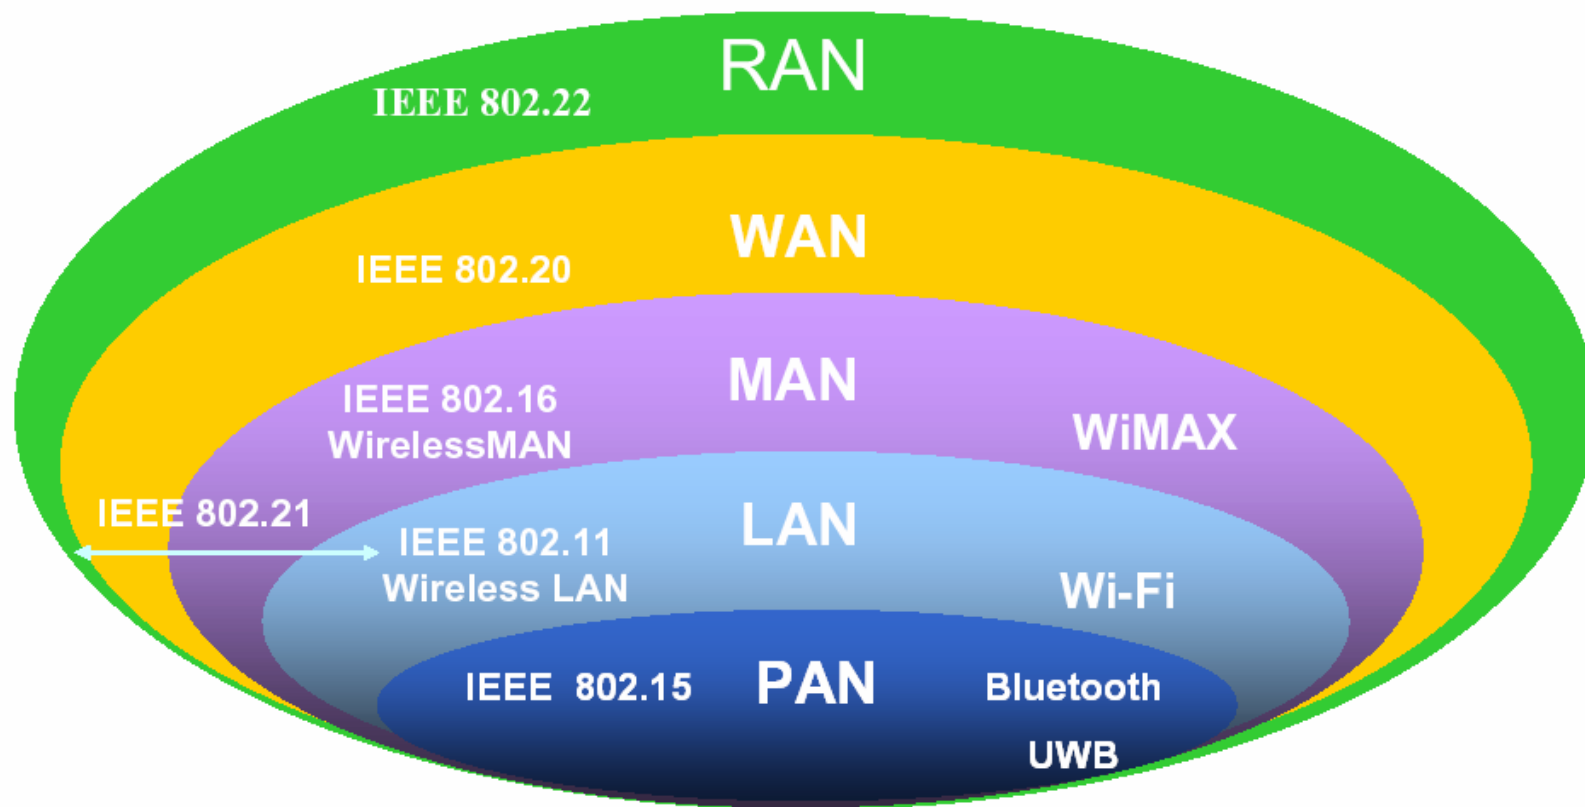 RAN
IEEE 802.22
WAN
IEEE 802.20
MAN
IEEE 802.16
WirelessMAN
WiMAX
IEEE 802.21
LAN
IEEE 802.11
Wireless LAN
Wi-Fi
IEEE 802.15
PAN
Bluetooth
UWB